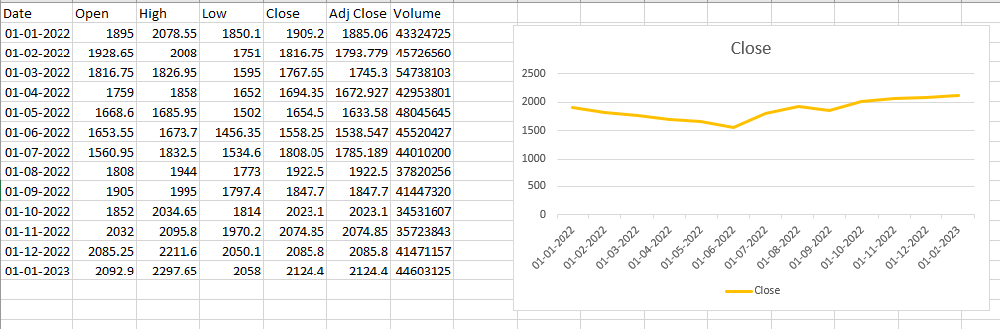 Date Open High Low Close Adj Close Volume
01-01-2022 1895 2078.55 1850.1 1909.2 1885.06 43324725
01-02-2022 1928.65 2008 1751 1816.75 1793.779 45726560
01-03-2022 1816.75 1826.95 1595 1767.65 1745.3 54738103
01-04-2022 1759 1858 1652 1694.35 1672.927 42953801
01-05-2022 1668.6 1685.95 1502 1654.5 1633.58 48045645
01-06-2022 1653.55 1673.7 1456.35 1558.25 1538.547 45520427
01-07-2022 1560.95 1832.5 1534.6 1808.05 1785.189 44010200
01-08-2022 1808 1944 1773 1922.5 1922.5 37820256
01-09-2022 1905 1995 1797.4 1847.7 1847.7 41447320
01-10-2022 1852 2034.65 1814 2023.1 2023.1 34531607
01-11-2022 2032 2095.8 1970.2 2074.85 2074.85 35723843
01-12-2022 2085.25 2211.6 2050.1 2085.8 2085.8 41471157
01-01-2023 2092.9 2297.65 2058 2124.4 2124.4 44603125
Close
2500
2000
1500
1000
500
0
01-01-2022
01-02-2022
01-03-2022
01-04-2022
01-05-2022
01-06-2022
01-07-2022
01-08-2022
01-09-2022
01-10-2022
01-11-2022
01-12-2022
01-01-2023
Close